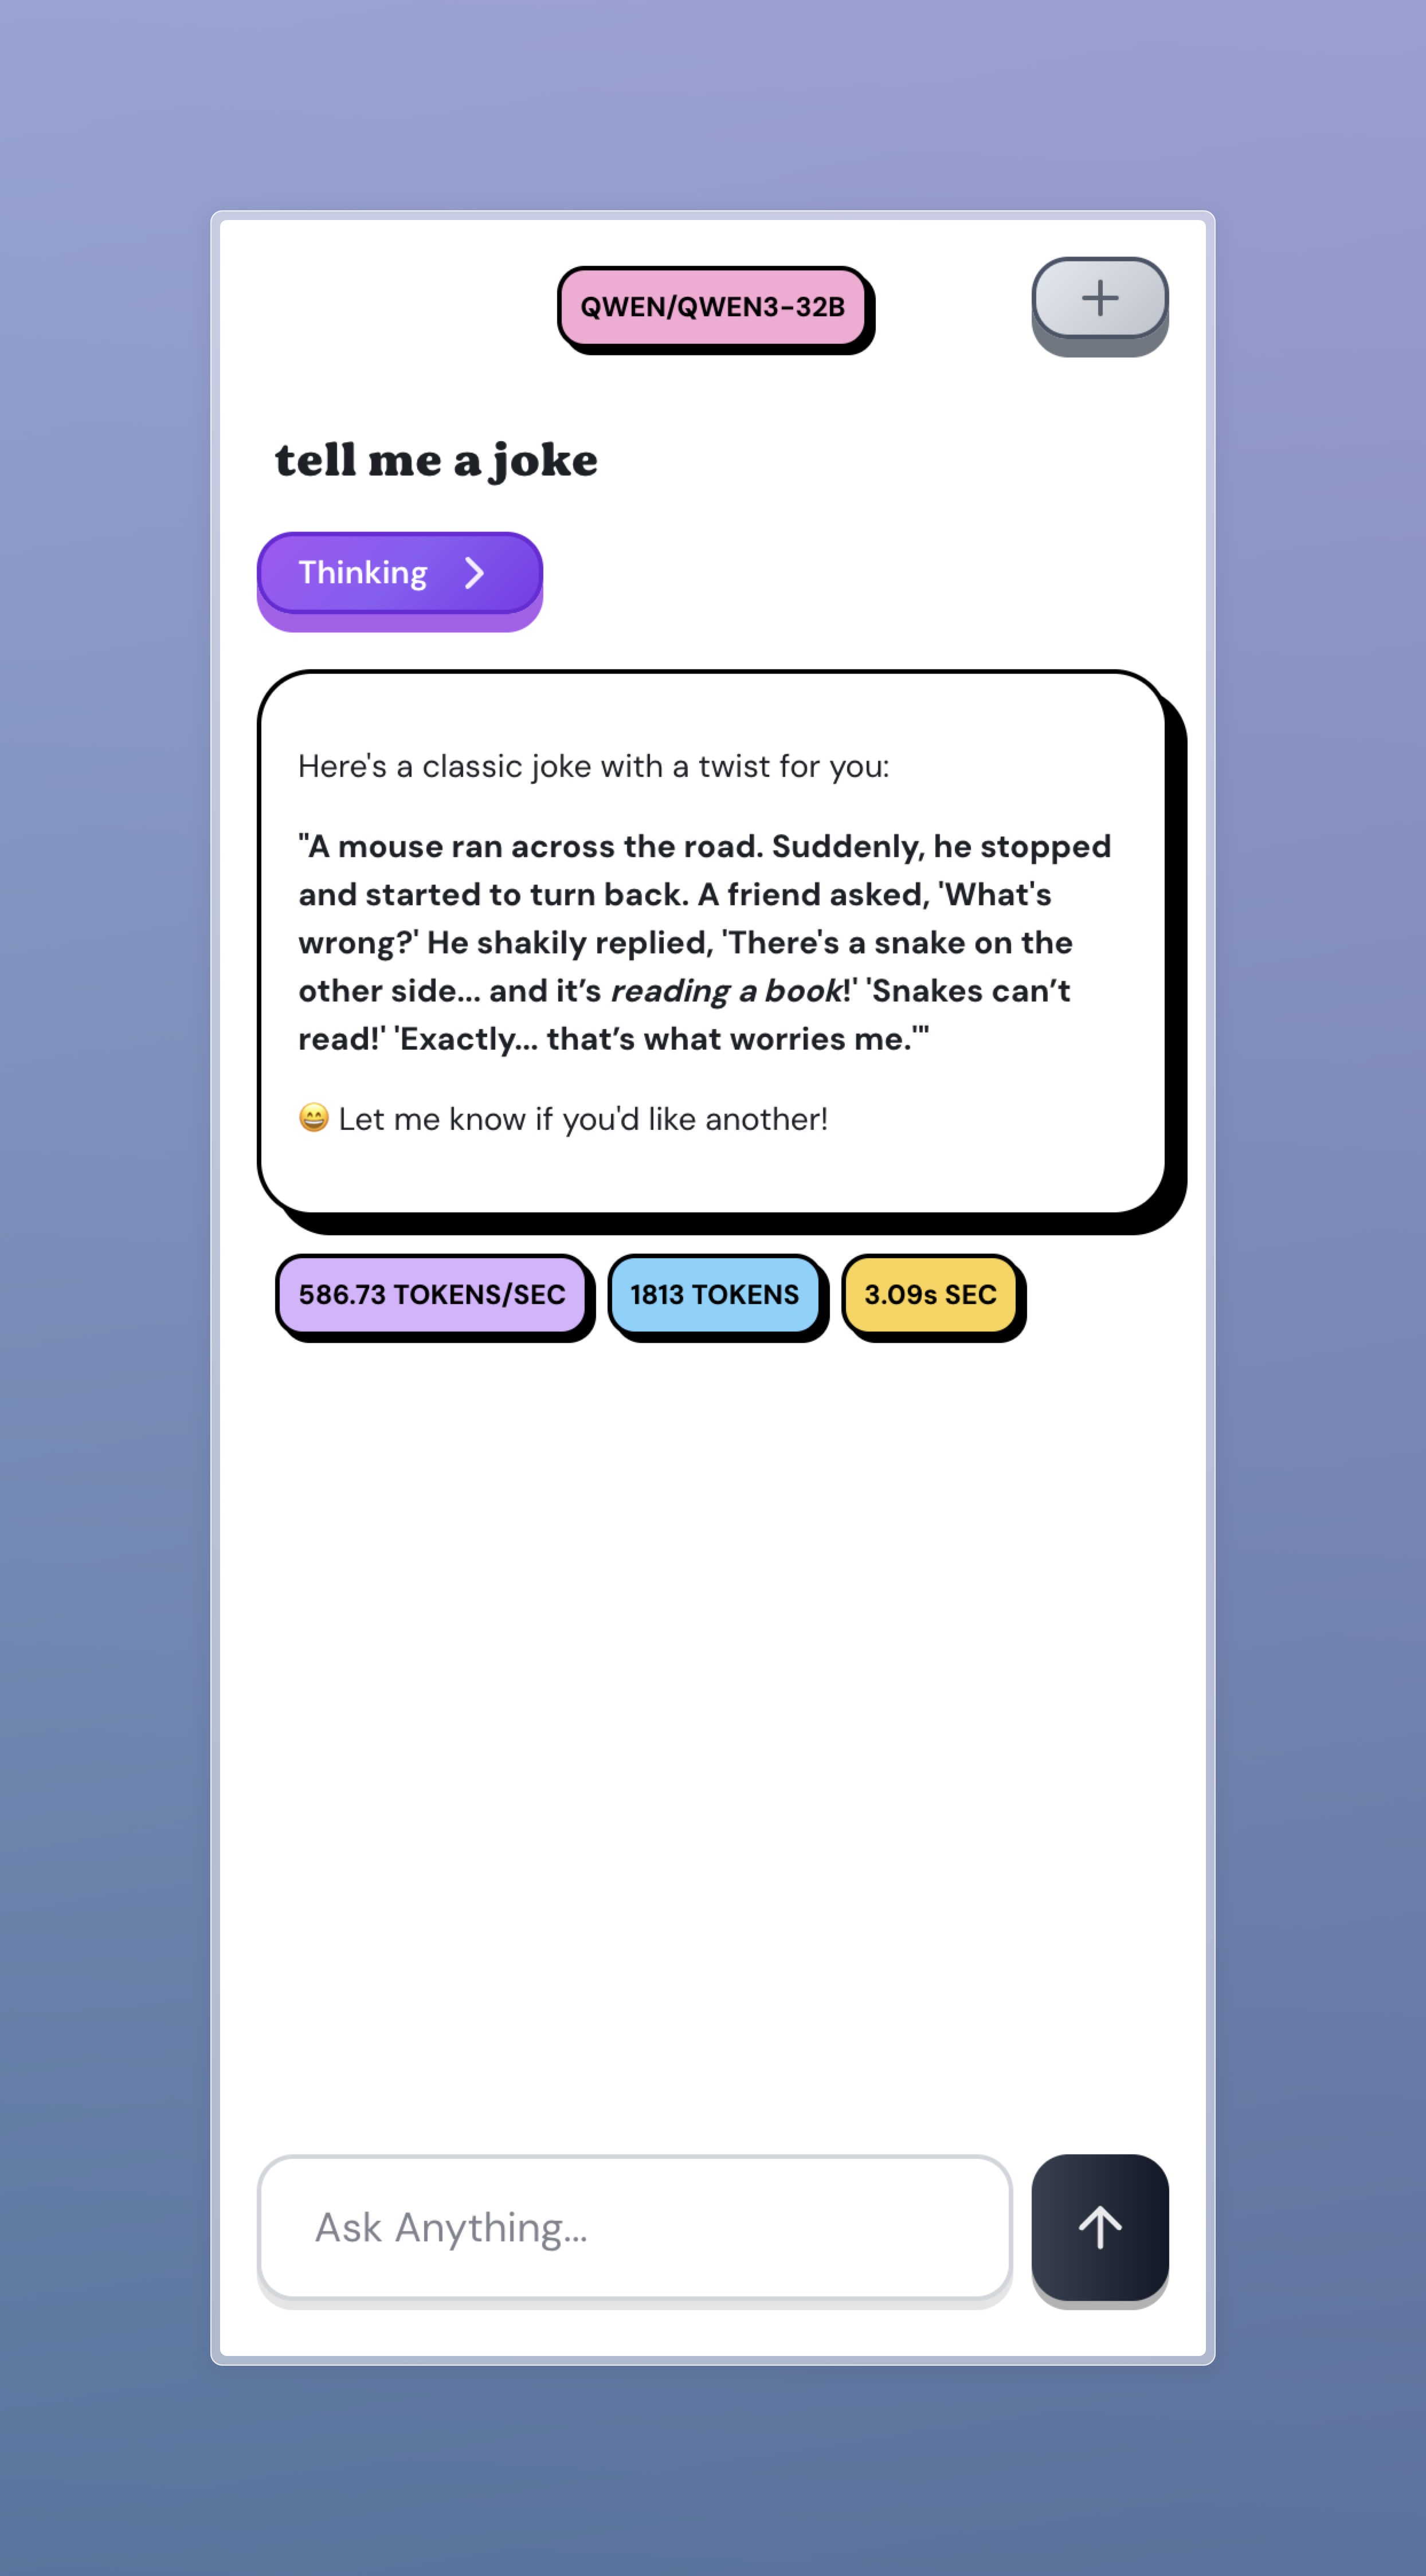 QWEN/QWEN3-32B
tell me a joke
Thinking
Here's a classic joke with a twist for you:
"A mouse ran across the road. Suddenly, he stopped
and started to turn back. A friend asked, 'What's
wrong?' He shakily replied, 'There's a snake on the
other side... and it’s reading a book!' 'Snakes can’t
read!' 'Exactly... that’s what worries me.'"
😄 Let me know if you'd like another!
586.73 TOKENS/SEC 1813 TOKENS 3.09s SEC
Ask Anything...